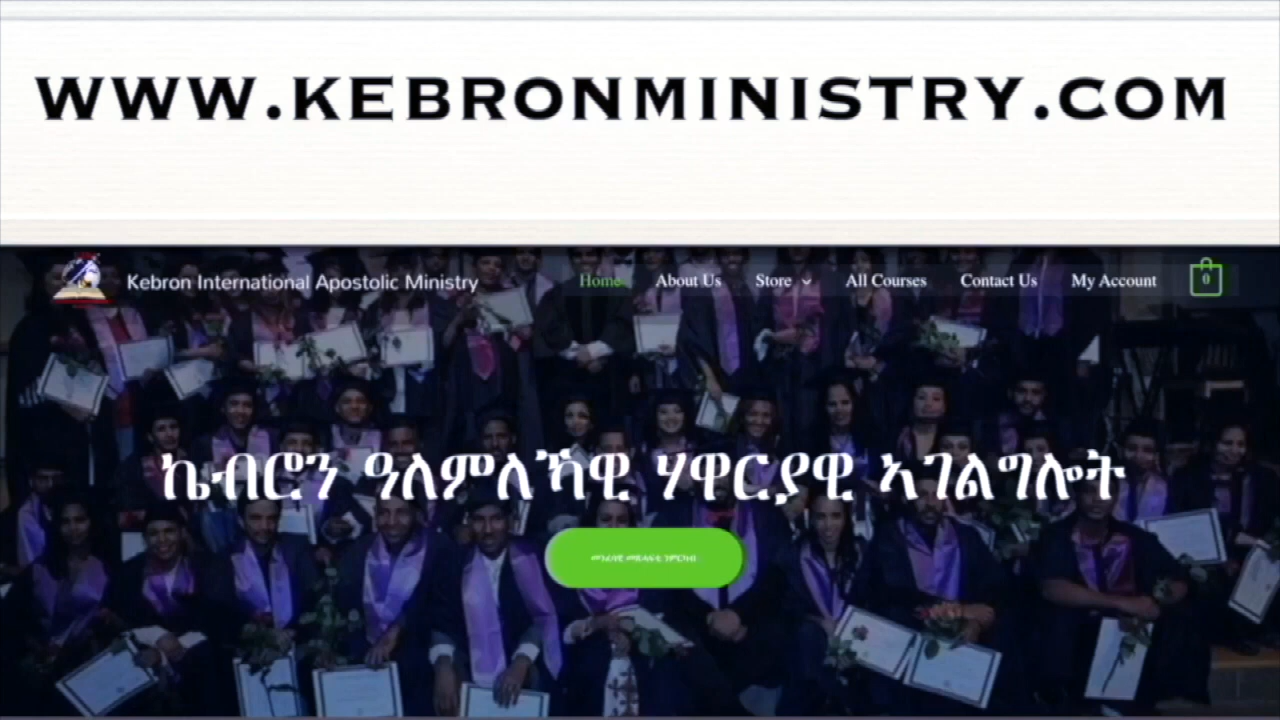 WWW.KEBRONMINISTRY.COM
Kebron International Apostolic Ministry
Home About Us Store All Courses Contact Us My Account 0
ኬብሮን ዓለምለኻዊ ሃዋርያዊ ኣገልግሎት